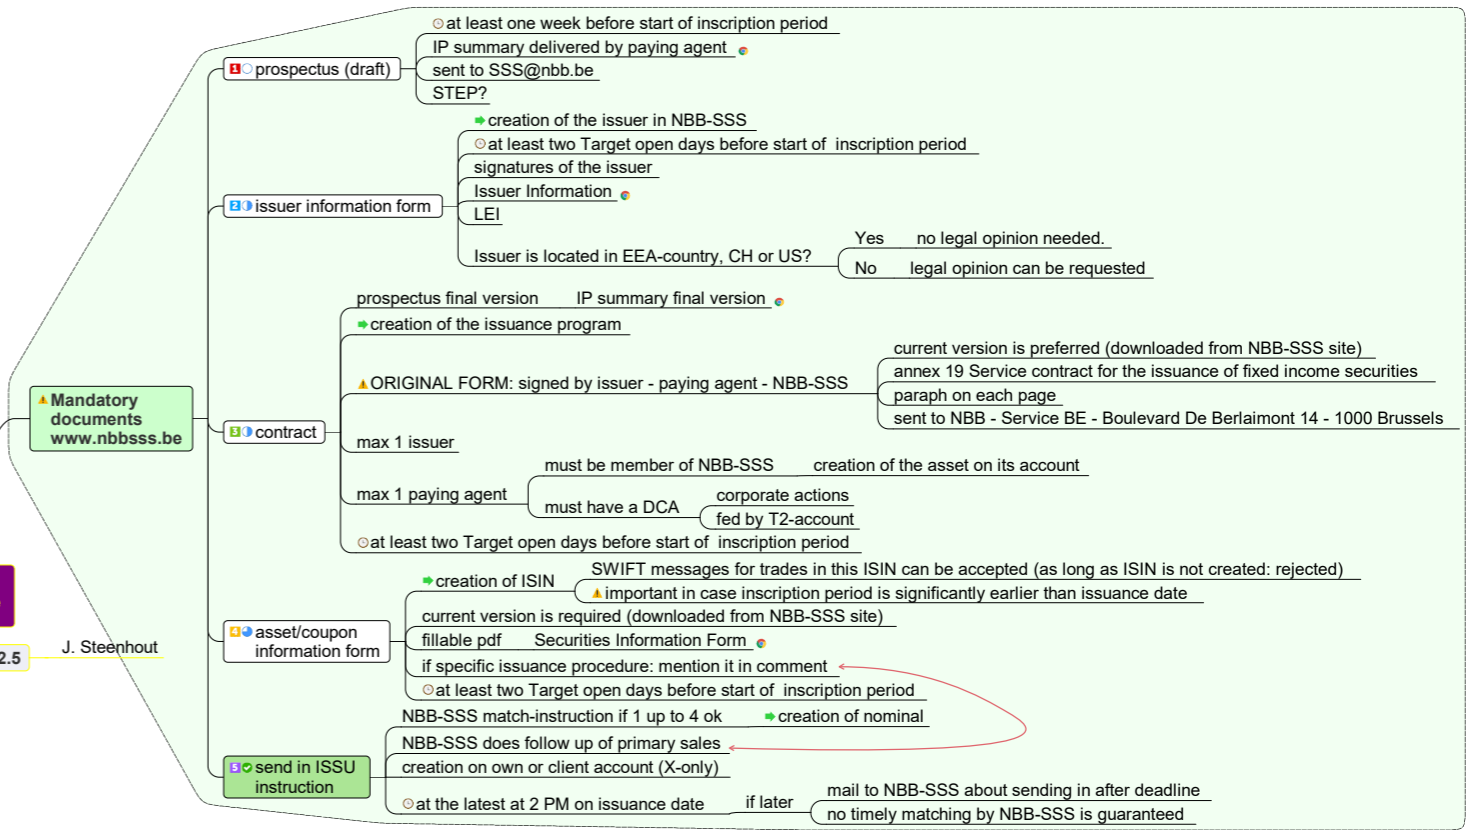 at least one week before start of inscription period
IP summary delivered by paying agent
1 prospectus (draft)
sent to SSS@nbb.be
STEP?
creation of the issuer in NBB-SSS
at least two Target open days before start of  inscription period
signatures of the issuer
Issuer Information
2 issuer information form
LEI
Issuer is located in EEA-country, CH or US?
Yes no legal opinion needed.
No legal opinion can be requested
prospectus final version IP summary final version
creation of the issuance program
ORIGINAL FORM: signed by issuer - paying agent - NBB-SSS
current version is preferred (downloaded from NBB-SSS site)
annex 19 Service contract for the issuance of fixed income securities
paraph on each page
sent to NBB - Service BE - Boulevard De Berlaimont 14 - 1000 Brussels
Mandatory
documents
www.nbbsss.be
3 contract
max 1 issuer
max 1 paying agent
must be member of NBB-SSS creation of the asset on its account
must have a DCA
corporate actions
fed by T2-account
at least two Target open days before start of  inscription period
creation of ISIN
SWIFT messages for trades in this ISIN can be accepted (as long as ISIN is not created: rejected)
important in case inscription period is significantly earlier than issuance date
current version is required (downloaded from NBB-SSS site)
4 asset/coupon
information form
fillable pdf Securities Information Form
if specific issuance procedure: mention it in comment
at least two Target open days before start of  inscription period
2.5
J. Steenhout
NBB-SSS match-instruction if 1 up to 4 ok creation of nominal
NBB-SSS does follow up of primary sales
5 send in ISSU
instruction
creation on own or client account (X-only)
at the latest at 2 PM on issuance date if later
mail to NBB-SSS about sending in after deadline
no timely matching by NBB-SSS is guaranteed